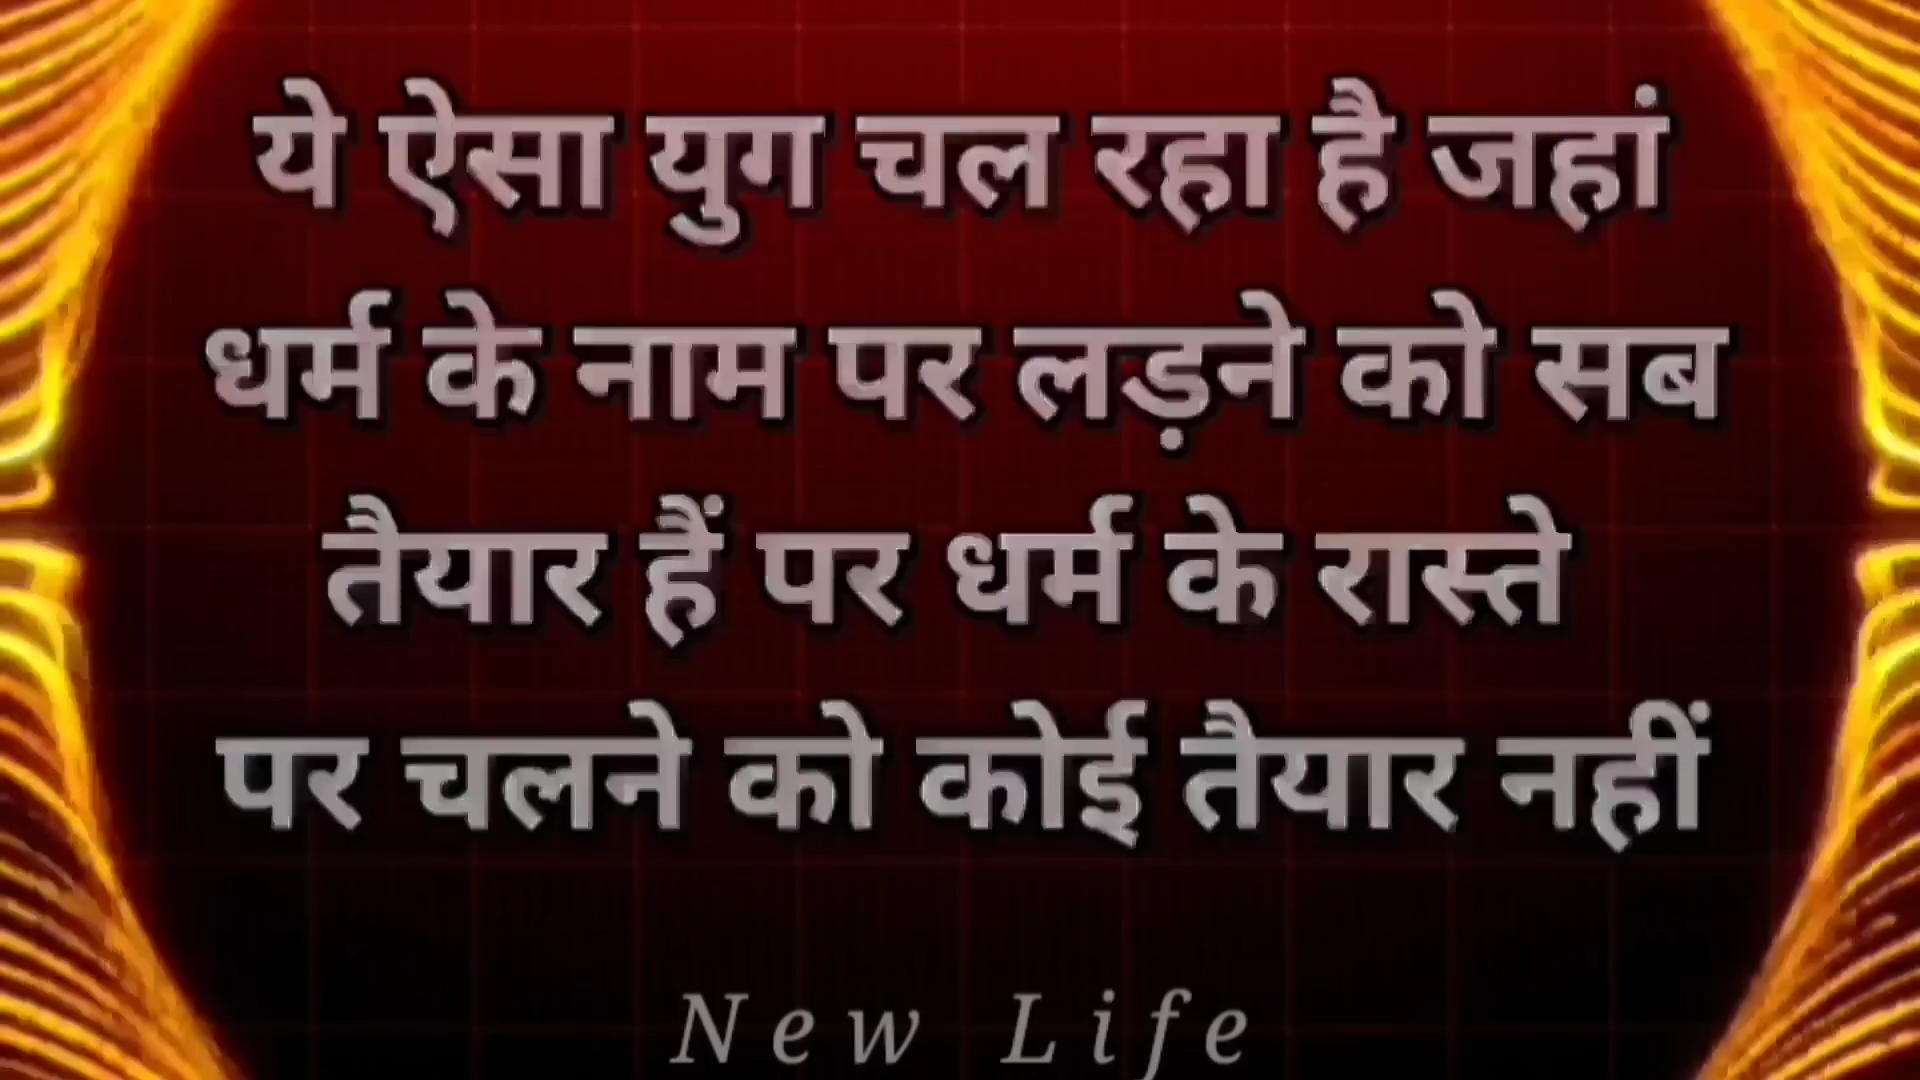 ये ऐसा युग चल रहा है जहां
धर्म के नाम पर लड़ने को सब
तैयार हैं पर धर्म के रास्ते
पर चलने को कोई तैयार नहीं
New Life